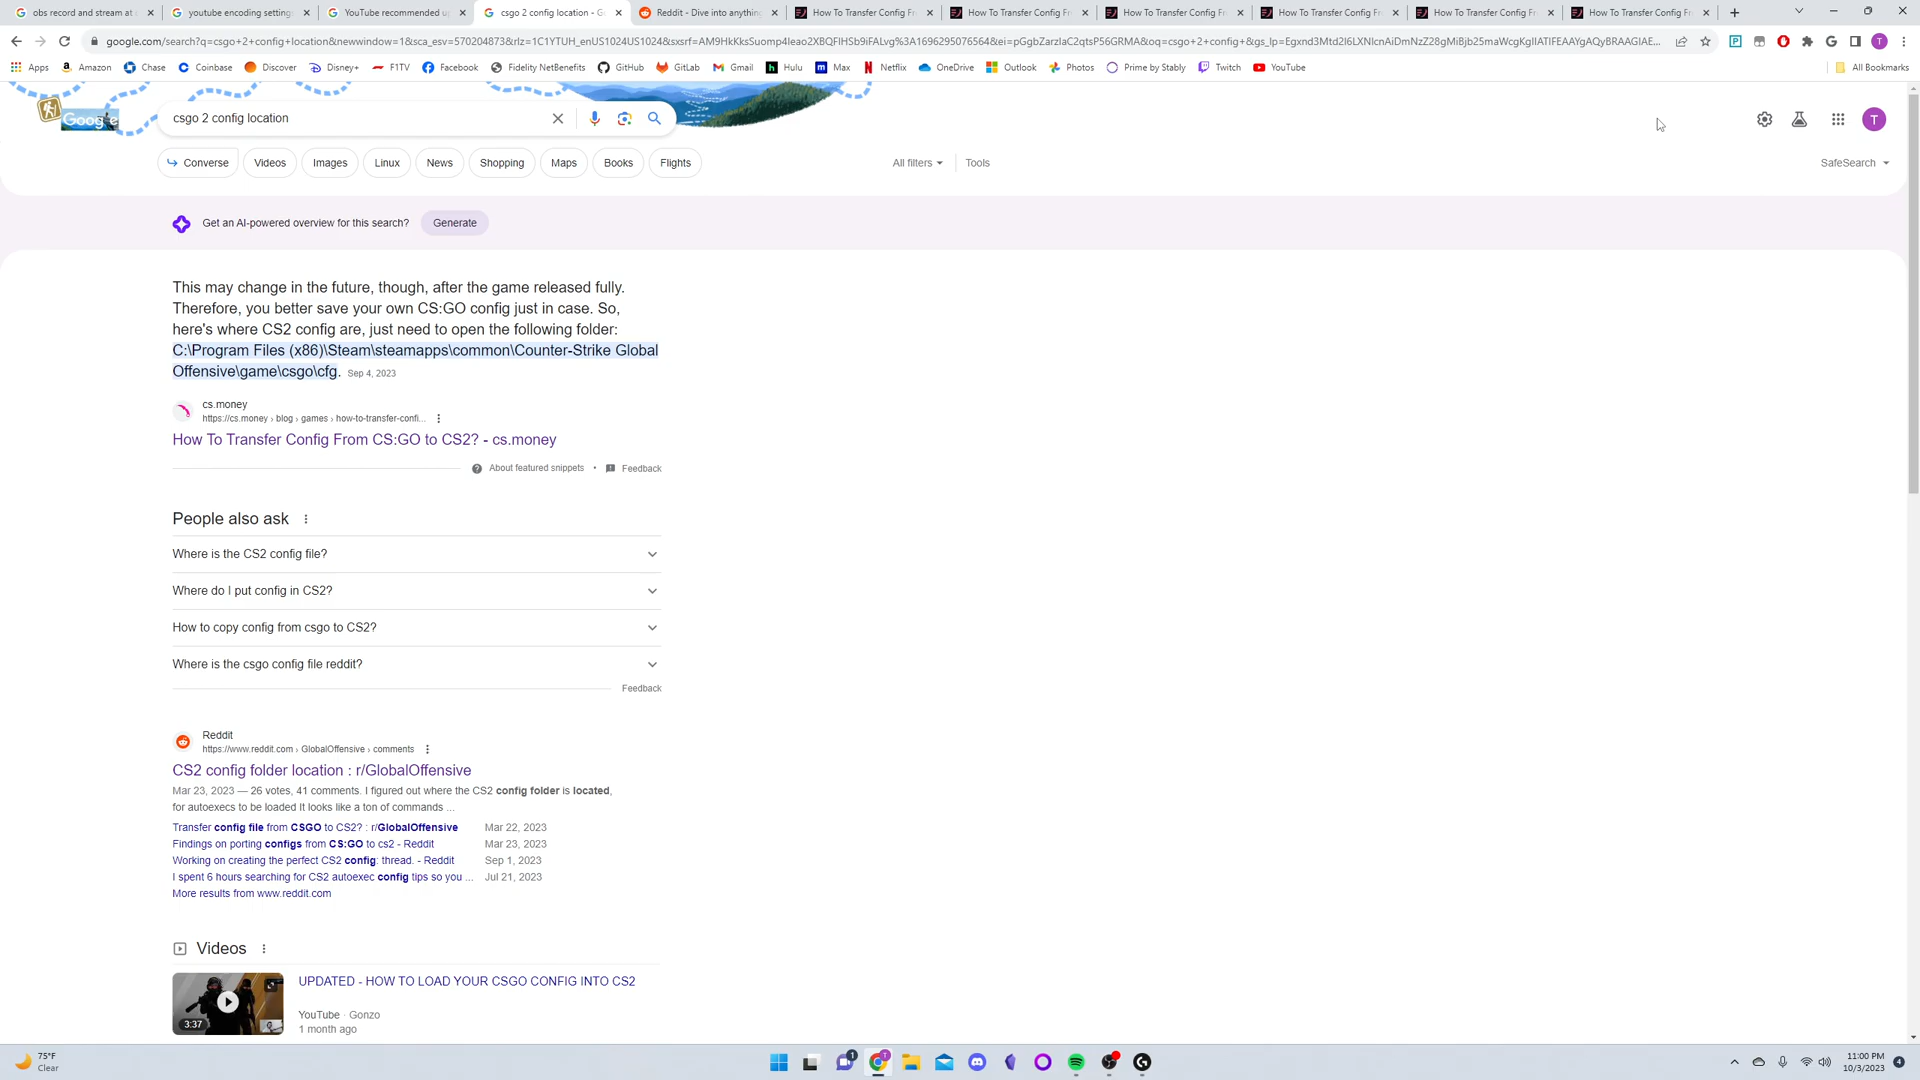 obs record and stream at
youtube encoding setting
YouTube recommended u
csgo 2 config location - G
Reddit - Dive into anything
How To Transfer Config Fr
How To Transfer Config Fr
How To Transfer Config Fr
How To Transfer Config Fr
How To Transfer Config Fr
How To Transfer Config Fr
Apps
Amazon
Chase
Coinbase
Discover
Disney+
F1TV
Facebook
Fidelity NetBenefits
GitHub
GitLab
Gmail
Hulu
Max
Netflix
OneDrive
Outlook
Photos
Prime by Stably
Twitch
YouTube
All Bookmarks
Google
csgo 2 config location
T
Converse
Videos
Images
Linux
News
Shopping
Maps
Books
Flights
All filters
Tools
SafeSearch
Get an AI-powered overview for this search?
Generate
This may change in the future, though, after the game released fully.
Therefore, you better save your own CS:GO config just in case. So,
here's where CS2 config are, just need to open the following folder:
C:\Program Files (x86)\Steam\steamapps\common\Counter-Strike Global
Offensive\game\csgo\cfg. Sep 4, 2023
cs.money
https://cs.money › blog › games › how-to-transfer-confi...
How To Transfer Config From CS:GO to CS2? - cs.money
About featured snippets • Feedback
People also ask
Where is the CS2 config file?
Where do I put config in CS2?
How to copy config from csgo to CS2?
Where is the csgo config file reddit?
Feedback
Reddit
https://www.reddit.com › GlobalOffensive › comments
CS2 config folder location : r/GlobalOffensive
Mar 23, 2023 — 26 votes, 41 comments. I figured out where the CS2 config folder is located,
for autoexecs to be loaded It looks like a ton of commands ...
Transfer config file from CSGO to CS2? : r/GlobalOffensive Mar 22, 2023
Findings on porting configs from CS:GO to cs2 - Reddit Mar 23, 2023
Working on creating the perfect CS2 config: thread. - Reddit Sep 1, 2023
I spent 6 hours searching for CS2 autoexec config tips so you ... Jul 21, 2023
More results from www.reddit.com
Videos
UPDATED - HOW TO LOAD YOUR CSGO CONFIG INTO CS2
3:37
YouTube · Gonzo
1 month ago
75°F
Clear
11:00 PM
10/3/2023
4